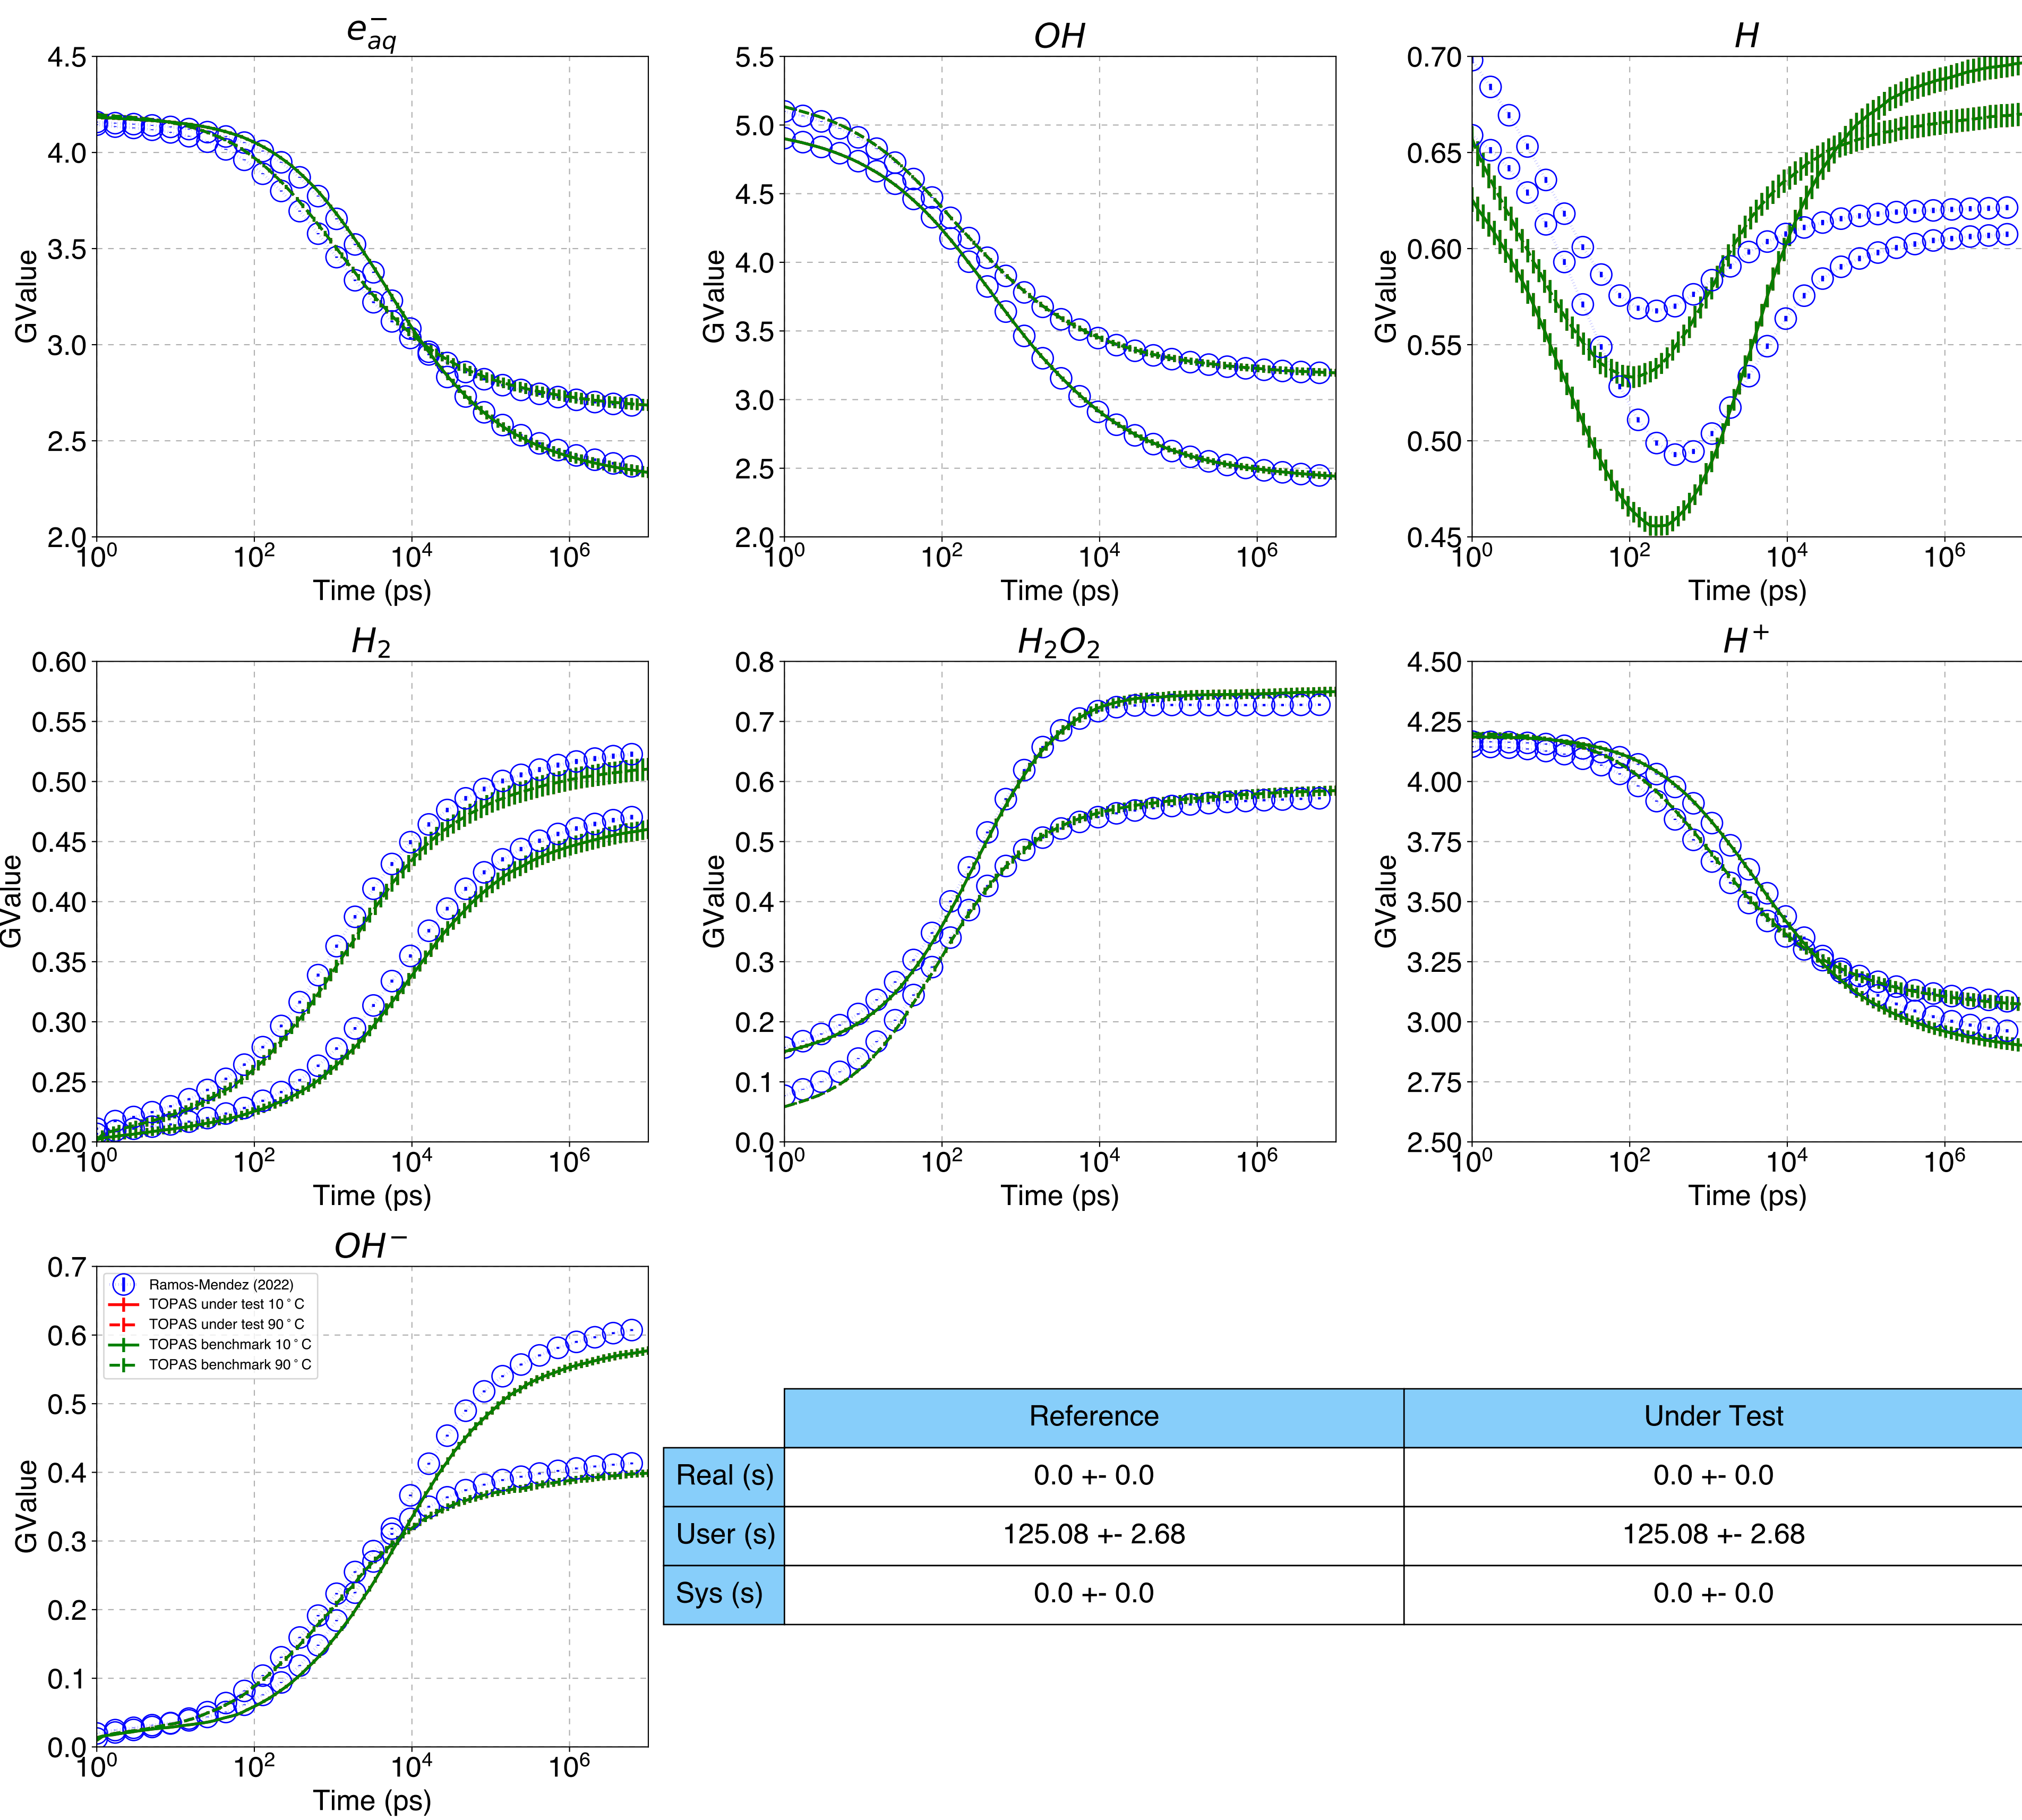 e⁻aq
4.5
4.0
3.5
3.0
2.5
2.0
GValue
10⁰ 10² 10⁴ 10⁶
Time (ps)
OH
5.5
5.0
4.5
4.0
3.5
3.0
2.5
2.0
GValue
10⁰ 10² 10⁴ 10⁶
Time (ps)
H
0.70
0.65
0.60
0.55
0.50
0.45
GValue
10⁰ 10² 10⁴ 10⁶
Time (ps)
H₂
0.60
0.55
0.50
0.45
0.40
0.35
0.30
0.25
0.20
GValue
10⁰ 10² 10⁴ 10⁶
Time (ps)
H₂O₂
0.8
0.7
0.6
0.5
0.4
0.3
0.2
0.1
0.0
GValue
10⁰ 10² 10⁴ 10⁶
Time (ps)
H⁺
4.50
4.25
4.00
3.75
3.50
3.25
3.00
2.75
2.50
GValue
10⁰ 10² 10⁴ 10⁶
Time (ps)
OH⁻
0.7
0.6
0.5
0.4
0.3
0.2
0.1
0.0
GValue
10⁰ 10² 10⁴ 10⁶
Time (ps)
Ramos-Mendez (2022)
TOPAS under test 10°C
TOPAS under test 90°C
TOPAS benchmark 10°C
TOPAS benchmark 90°C
Reference Under Test
Real (s) 0.0 +- 0.0 0.0 +- 0.0
User (s) 125.08 +- 2.68 125.08 +- 2.68
Sys (s) 0.0 +- 0.0 0.0 +- 0.0